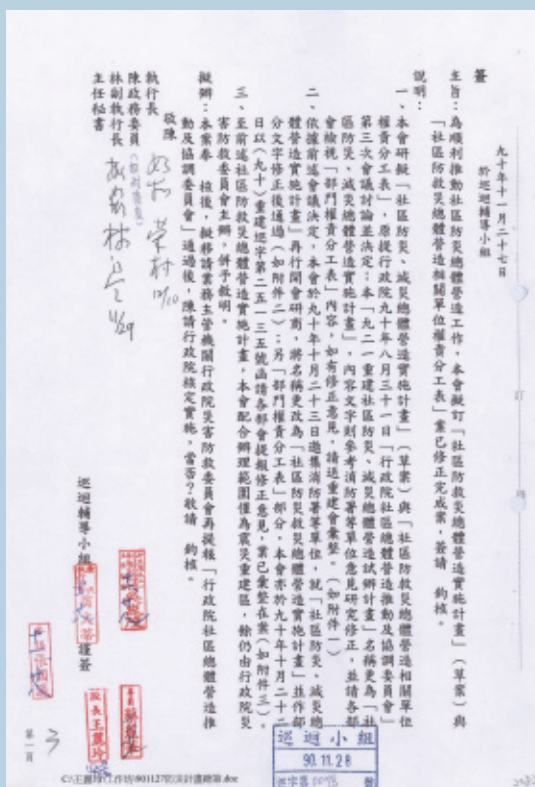 簽
九十年十一月二十七日
於巡迴輔導小組
主旨：為順利推動社區防救災總體營造工作，本會擬訂「社區防救災總體營造實施計畫」（草案）與
「社區防救災總體營造相關單位權責分工表」業已修正完成案，簽請　鈞核。
說明：
一、本會研擬「社區防災、減災總體營造實施計畫」（草案）與「社區防救災總體營造相關單位
權責分工表」，原提行政院九十年八月三十一日「行政院社區總體營造推動及協調委員會」
第三次會議討論並決定：本「九二一重建社區防災、減災總體營造試辦計畫」名稱更為「社
區防災、減災總體營造實施計畫」，內容文字則參考消防署等單位意見研究修正，並請各部
會檢視「部門權責分工表」內容，如有修正意見，請送重建會彙整。（如附件一）
二、依據前述會議決定，本會於九十年十月二十三日邀集消防署等單位，就「社區防災、減災總
體營造實施計畫」再行開會研商，將名稱更改為「社區防救災總體營造實施計畫」並作部
分文字修正後通過（如附件二）；另「部門權責分工表」部分，本會亦於九十年十月二十二
日以（九十）重建巡字第二五一三五號函請各部會提報修正意見，業已彙整在案（如附件三）。
三、至前述社區防救災總體營造實施計畫，本會配合辦理範圍僅為震災重建區，餘仍由行政院災
害防救委員會主辦，併予敘明。
擬辦：本案奉　核後，擬移請業務主管機關行政院災害防救委員會再提報「行政院社區總體營造推
動及協調委員會」通過後，陳請行政院核定實施，當否？敬請　鈞核。
敬陳
執行長
陳政務委員
林副執行長
主任秘書
12/10
11/29
巡迴輔導小組
謹簽
組長王麗玲
巡迴小組
90.11.28
號
3
第一頁
訂
線